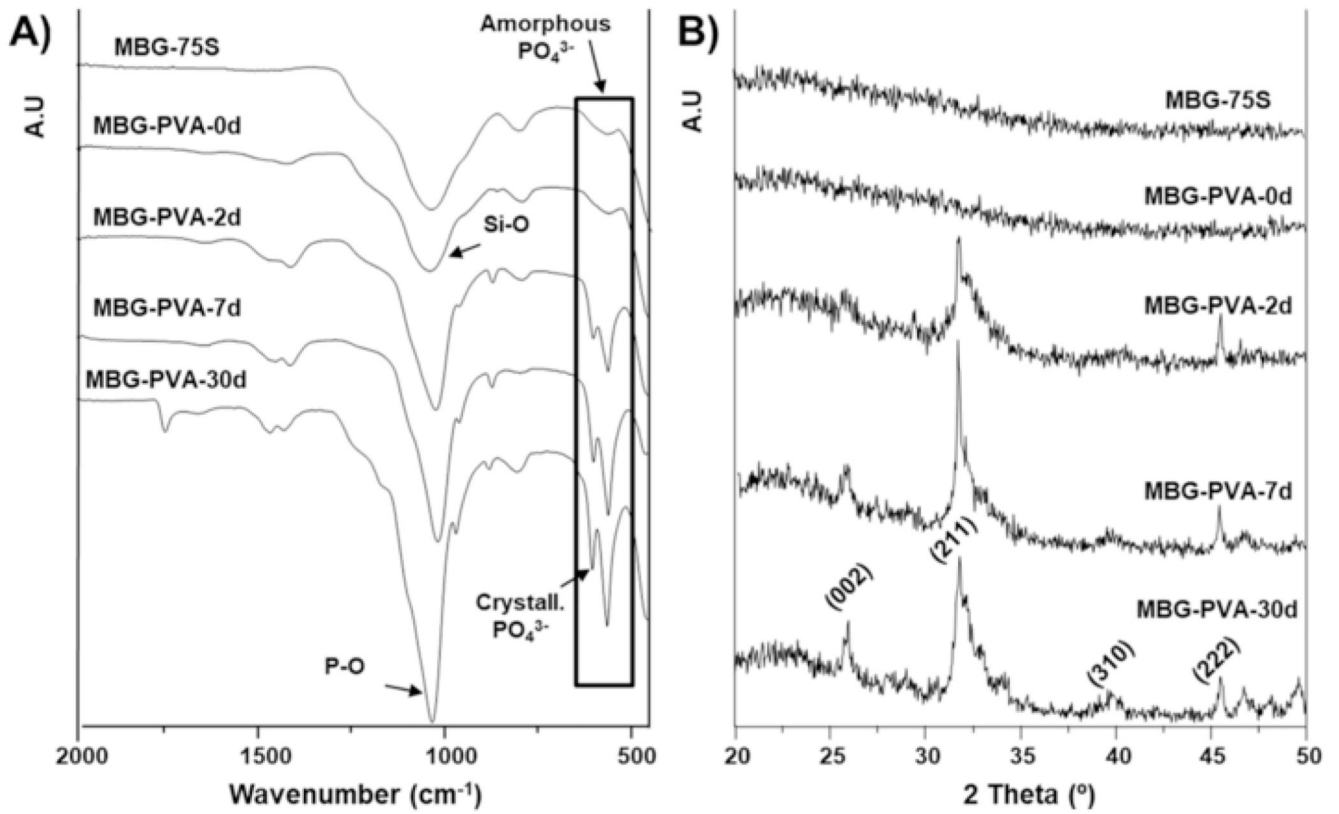 A)
A.U
MBG-75S
MBG-PVA-0d
MBG-PVA-2d
MBG-PVA-7d
MBG-PVA-30d
Amorphous
PO₄³⁻
Si-O
Crystall.
PO₄³⁻
P-O
2000 1500 1000 500
Wavenumber (cm⁻¹)
B)
A.U
MBG-75S
MBG-PVA-0d
MBG-PVA-2d
MBG-PVA-7d
MBG-PVA-30d
(002)
(211)
(310)
(222)
20 25 30 35 40 45 50
2 Theta (º)